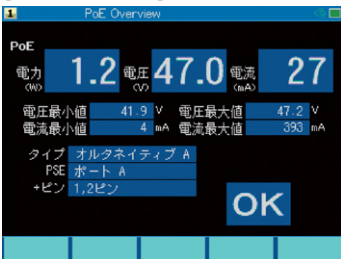 1 PoE Overview
PoE
電力 (W) 1.2 電圧 (V) 47.0 電流 (mA) 27
電圧最小値 41.9 V 電圧最大値 47.2 V
電流最小値 4 mA 電流最大値 393 mA
タイプ オルタネイティブ A
PSE ポート A
+ピン 1,2ピン
OK